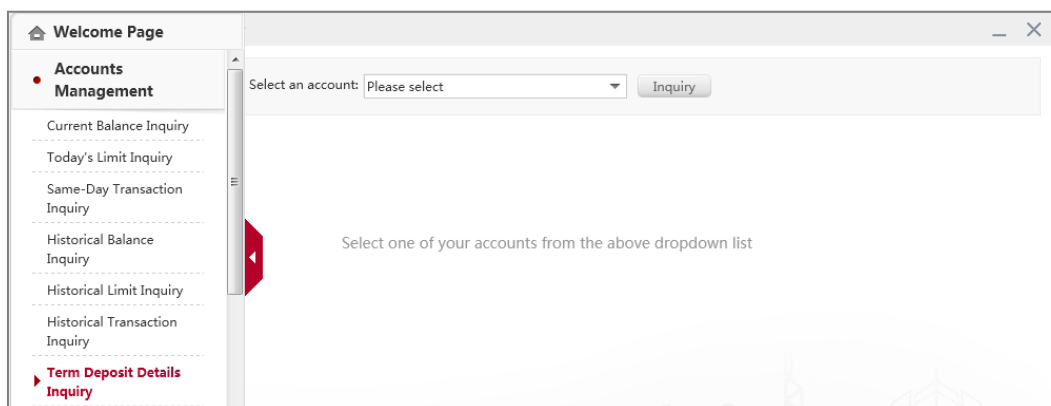 Welcome Page
Accounts
Management
Current Balance Inquiry
Today's Limit Inquiry
Same-Day Transaction
Inquiry
Historical Balance
Inquiry
Historical Limit Inquiry
Historical Transaction
Inquiry
Term Deposit Details
Inquiry
Select an account: Please select Inquiry
Select one of your accounts from the above dropdown list